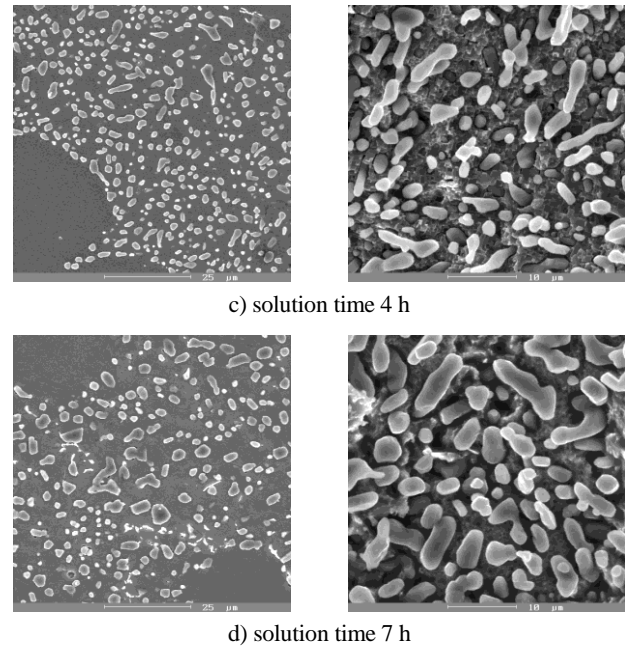 25 µm
10 µm
c) solution time 4 h
25 µm
10 µm
d) solution time 7 h